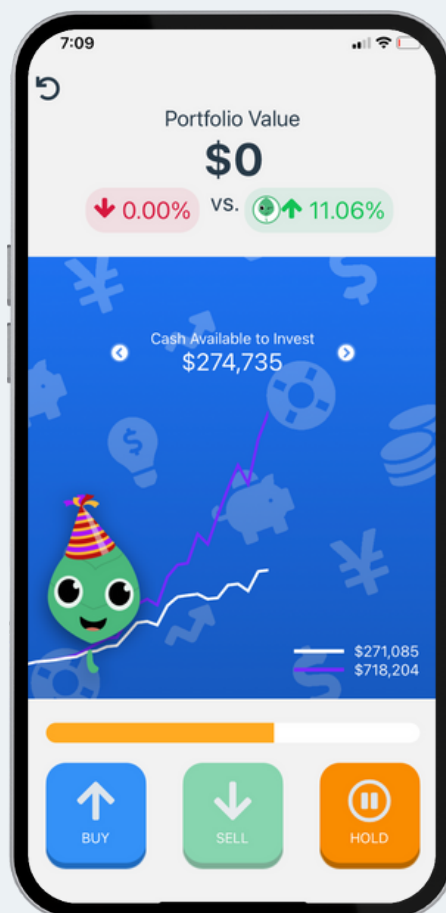 7:09
Portfolio Value
$0
0.00% vs. 11.06%
Cash Available to Invest
$274,735
$271,085
$718,204
BUY SELL HOLD